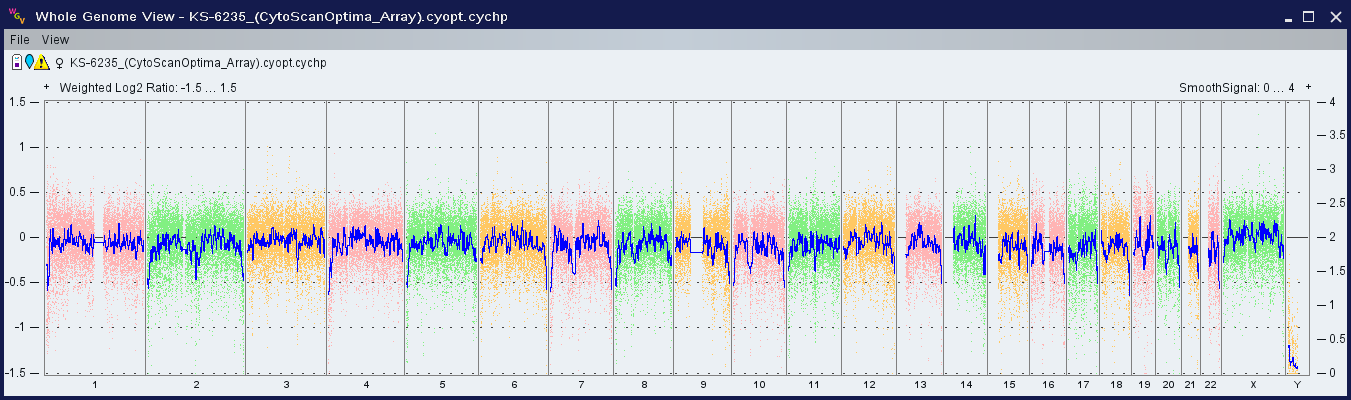 WGV Whole Genome View - KS-6235_(CytoScanOptima_Array).cyopt.cychp
File View
♀ KS-6235_(CytoScanOptima_Array).cyopt.cychp
+ Weighted Log2 Ratio: -1.5 ... 1.5 SmoothSignal: 0 ... 4 +
1.5 4
3.5
1
3
0.5
2.5
0 2
-0.5 1.5
1
-1
0.5
-1.5 0
1 2 3 4 5 6 7 8 9 10 11 12 13 14 15 16 17 18 19 20 21 22 X Y